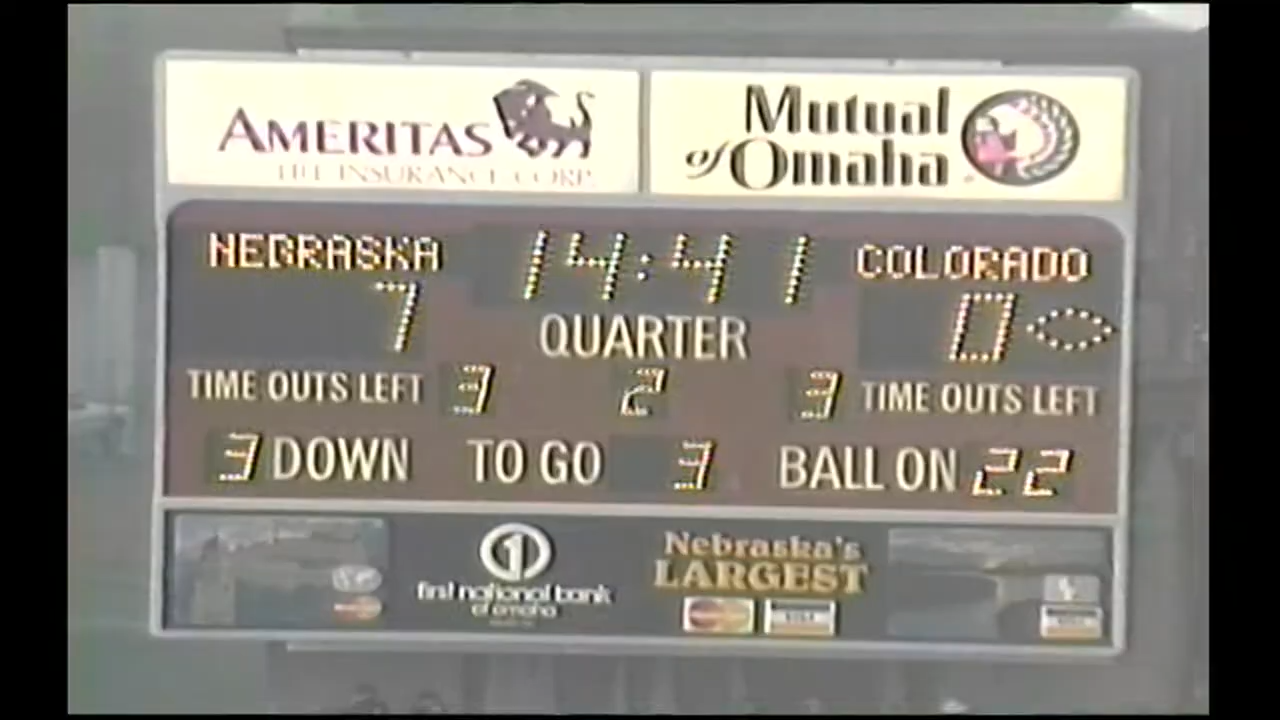 AMERITAS
LIFE INSURANCE CORP.
Mutual
of Omaha
NEBRASKA 14:41 COLORADO
7 QUARTER 0
TIME OUTS LEFT 3 2 3 TIME OUTS LEFT
3 DOWN TO GO 3 BALL ON 22
1
first national bank
of omaha
Nebraska's
LARGEST
VISA